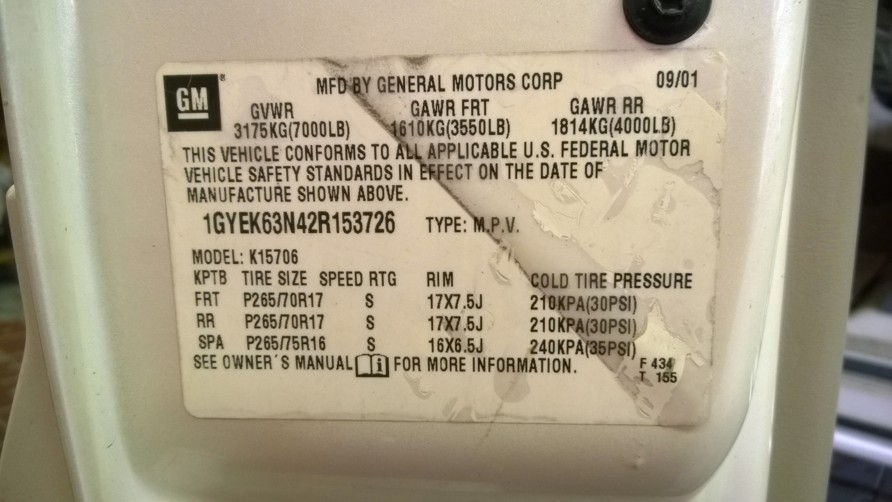 GM® MFD BY GENERAL MOTORS CORP 09/01
GVWR GAWR FRT GAWR RR
3175KG(7000LB) 1610KG(3550LB) 1814KG(4000LB)
THIS VEHICLE CONFORMS TO ALL APPLICABLE U.S. FEDERAL MOTOR
VEHICLE SAFETY STANDARDS IN EFFECT ON THE DATE OF
MANUFACTURE SHOWN ABOVE.
1GYEK63N42R153726 TYPE: M.P.V.
MODEL: K15706
KPTB TIRE SIZE SPEED RTG RIM COLD TIRE PRESSURE
FRT P265/70R17 S 17X7.5J 210KPA(30PSI)
RR P265/70R17 S 17X7.5J 210KPA(30PSI)
SPA P265/75R16 S 16X6.5J 240KPA(35PSI)
SEE OWNER'S MANUAL i FOR MORE INFORMATION. F 434
T 155